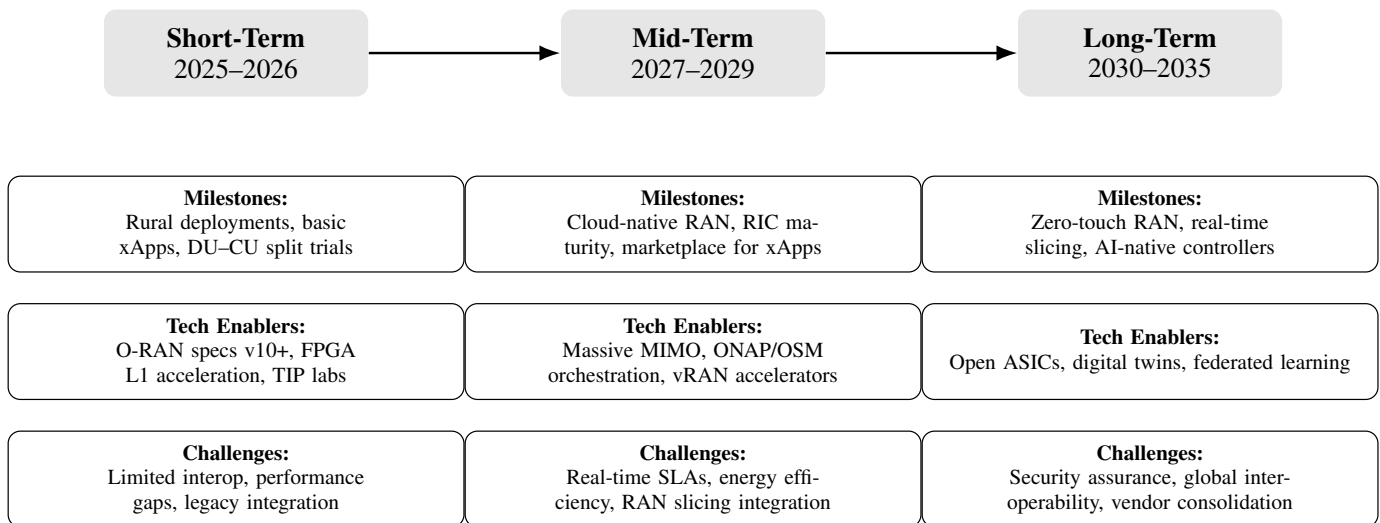 Short-Term
2025–2026
Mid-Term
2027–2029
Long-Term
2030–2035
Milestones:
Rural deployments, basic
xApps, DU–CU split trials
Milestones:
Cloud-native RAN, RIC ma-
turity, marketplace for xApps
Milestones:
Zero-touch RAN, real-time
slicing, AI-native controllers
Tech Enablers:
O-RAN specs v10+, FPGA
L1 acceleration, TIP labs
Tech Enablers:
Massive MIMO, ONAP/OSM
orchestration, vRAN accelerators
Tech Enablers:
Open ASICs, digital twins, federated learning
Challenges:
Limited interop, performance
gaps, legacy integration
Challenges:
Real-time SLAs, energy effi-
ciency, RAN slicing integration
Challenges:
Security assurance, global inter-
operability, vendor consolidation